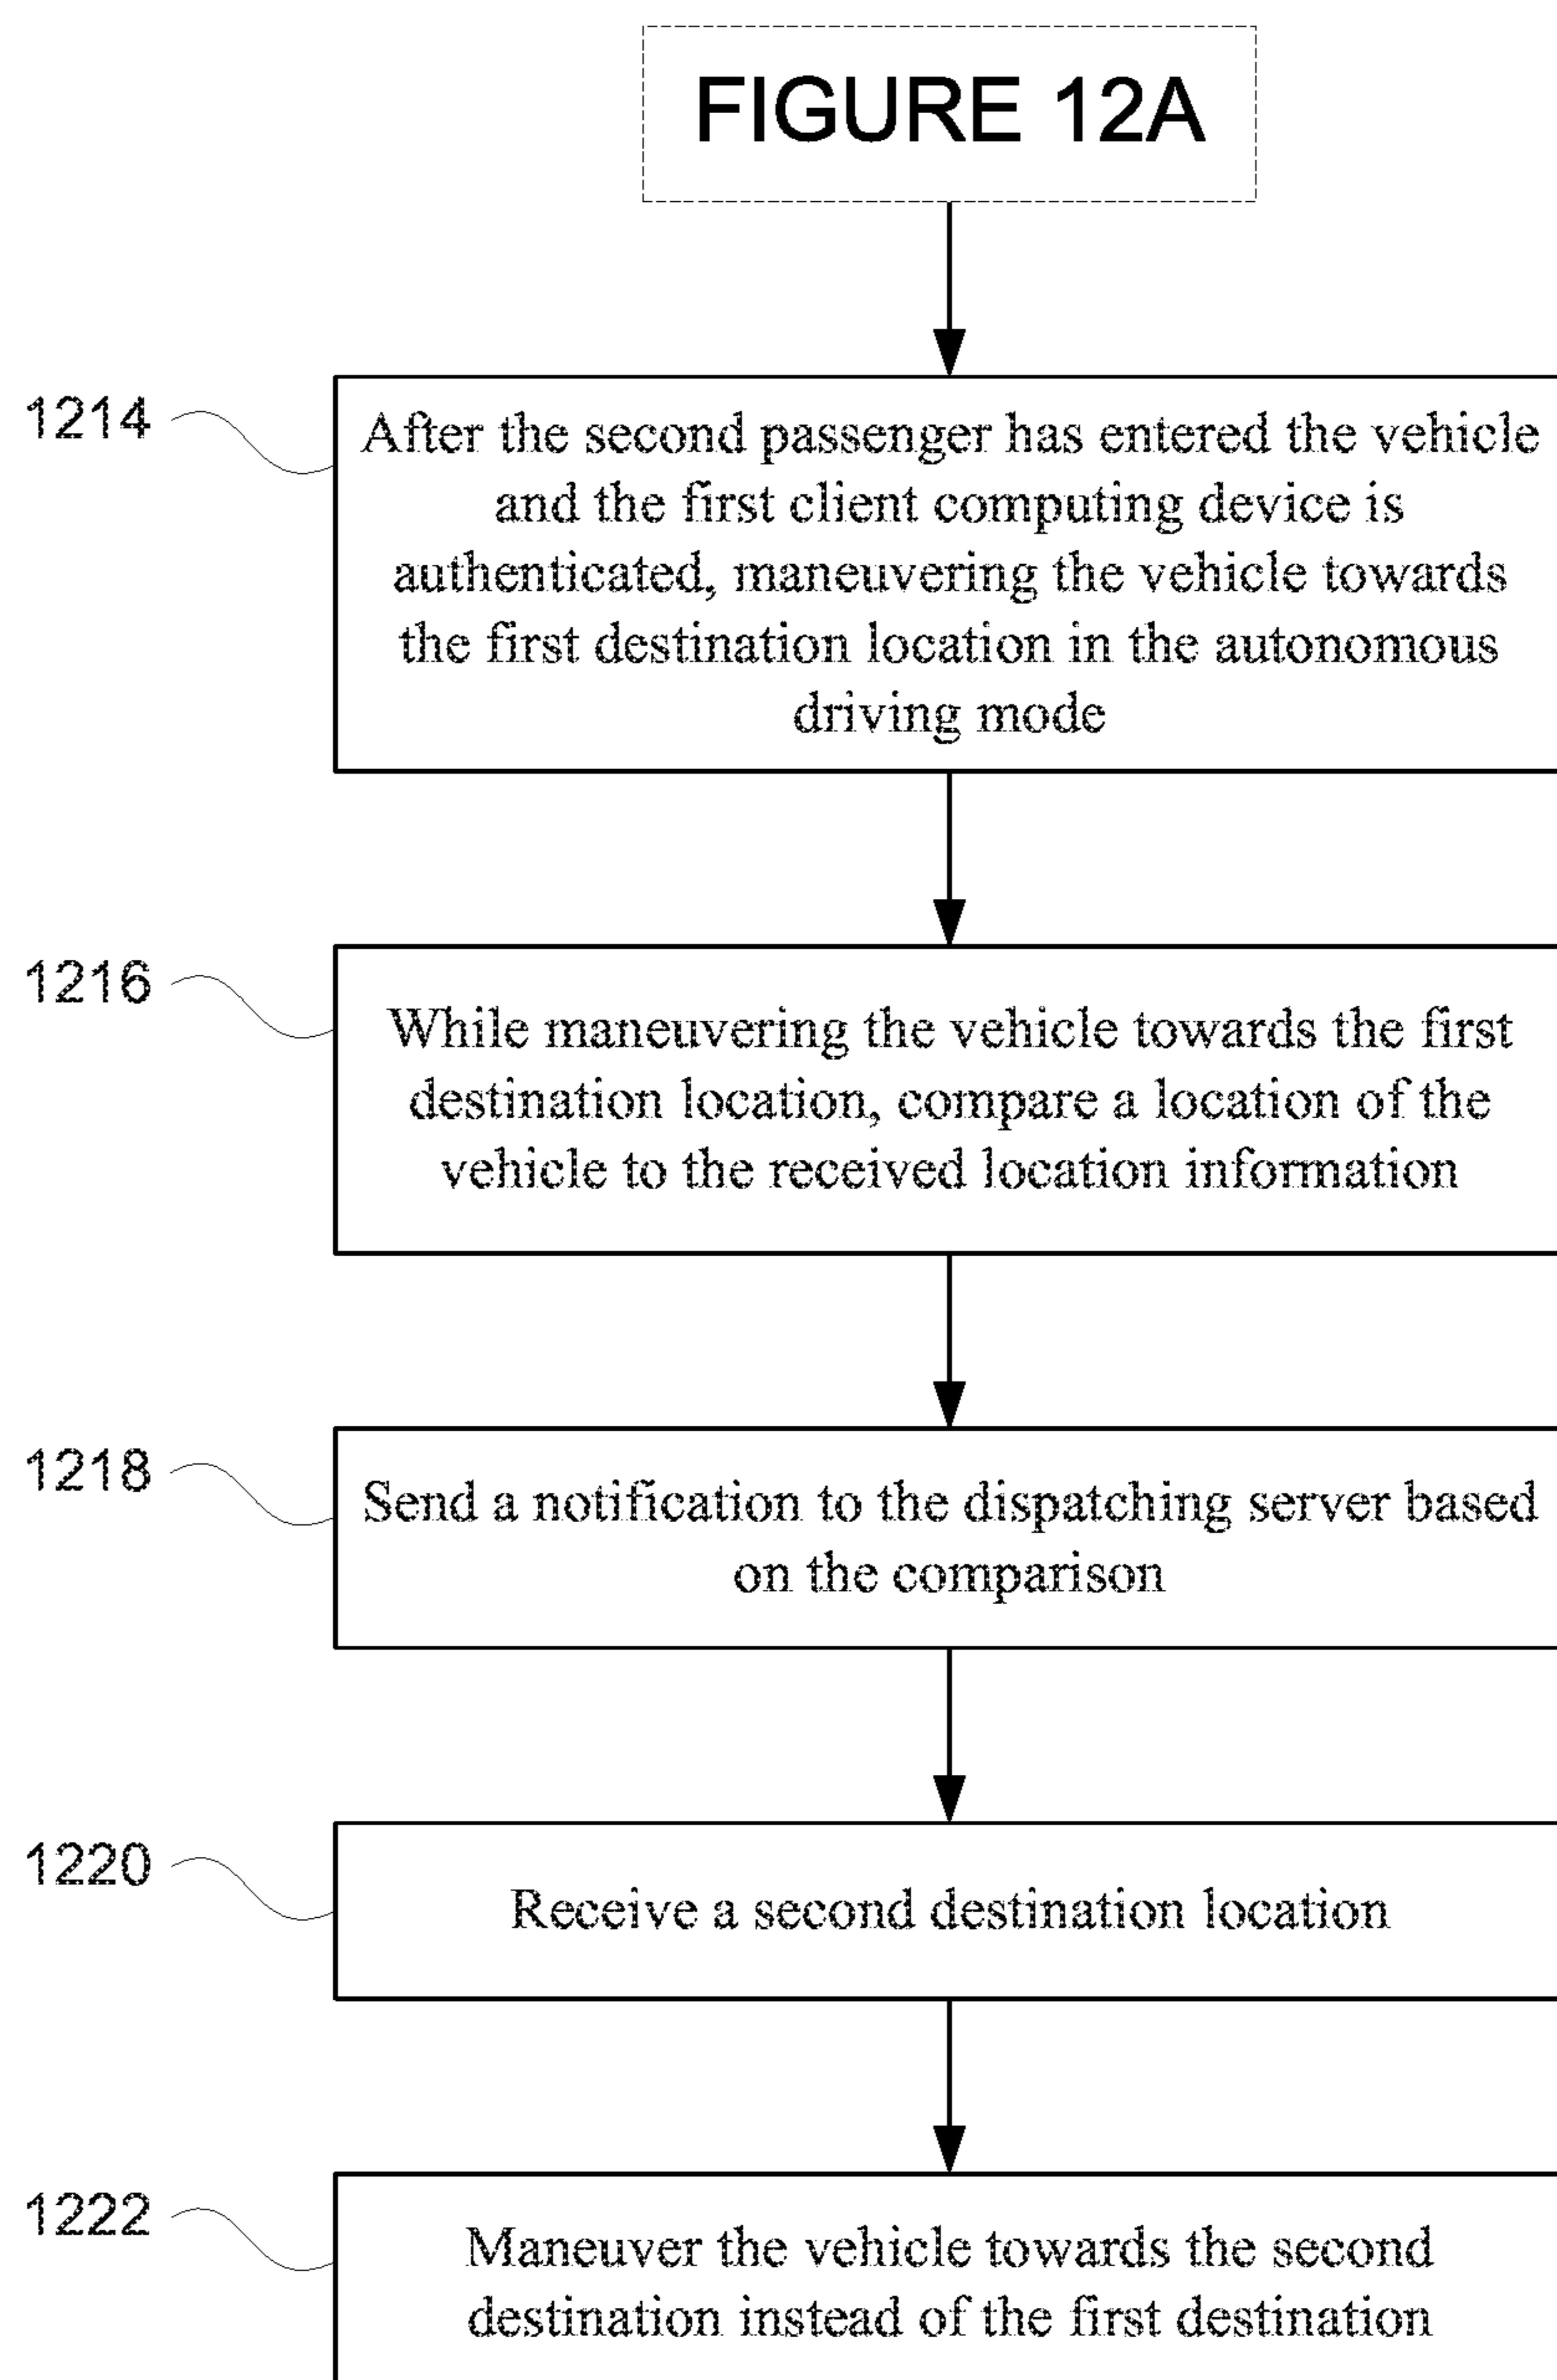 FIGURE 12A
1214
After the second passenger has entered the vehicle
and the first client computing device is
authenticated, maneuvering the vehicle towards
the first destination location in the autonomous
driving mode
1216
While maneuvering the vehicle towards the first
destination location, compare a location of the
vehicle to the received location information
1218
Send a notification to the dispatching server based
on the comparison
1220
Receive a second destination location
1222
Maneuver the vehicle towards the second
destination instead of the first destination